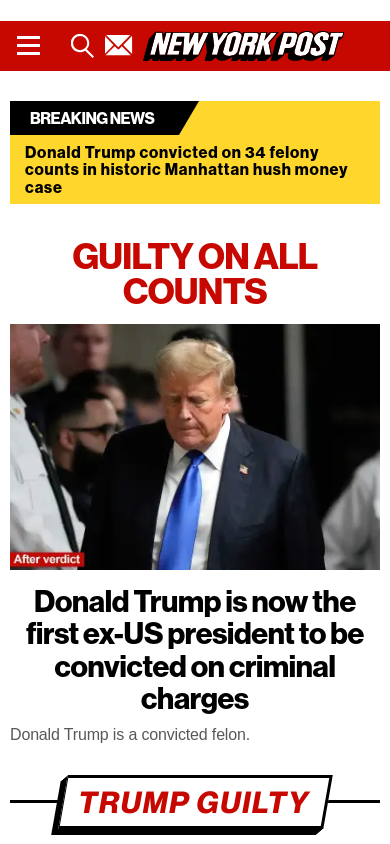 NEW YORK POST
BREAKING NEWS
Donald Trump convicted on 34 felony
counts in historic Manhattan hush money
case
GUILTY ON ALL
COUNTS
After verdict
Donald Trump is now the
first ex-US president to be
convicted on criminal
charges
Donald Trump is a convicted felon.
TRUMP GUILTY